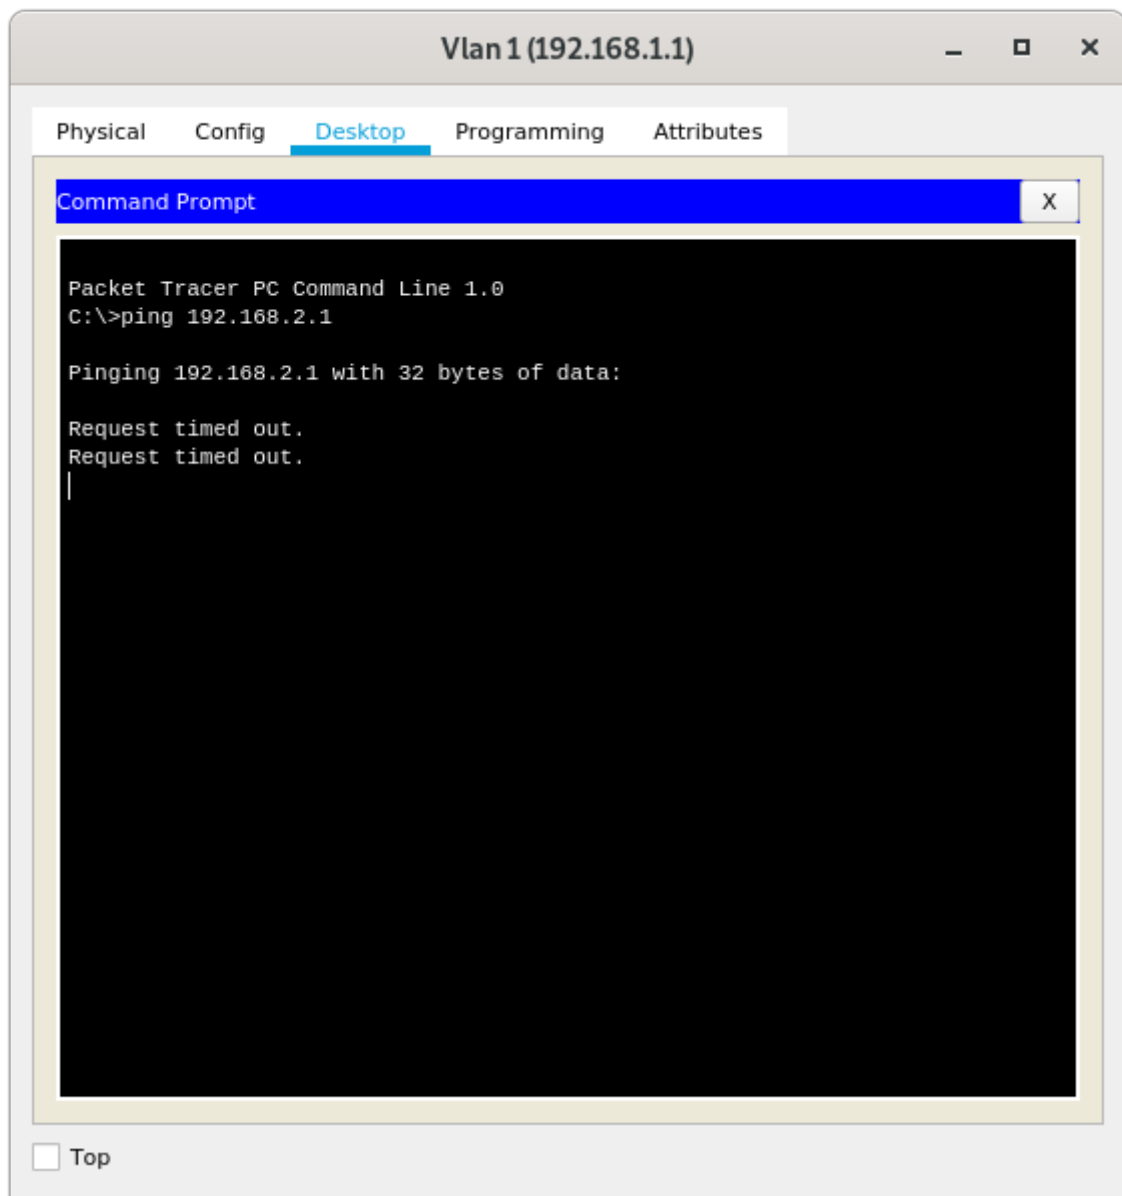 Vlan 1 (192.168.1.1)
Physical Config Desktop Programming Attributes
Command Prompt X
Packet Tracer PC Command Line 1.0
C:\>ping 192.168.2.1
Pinging 192.168.2.1 with 32 bytes of data:
Request timed out.
Request timed out.
Top